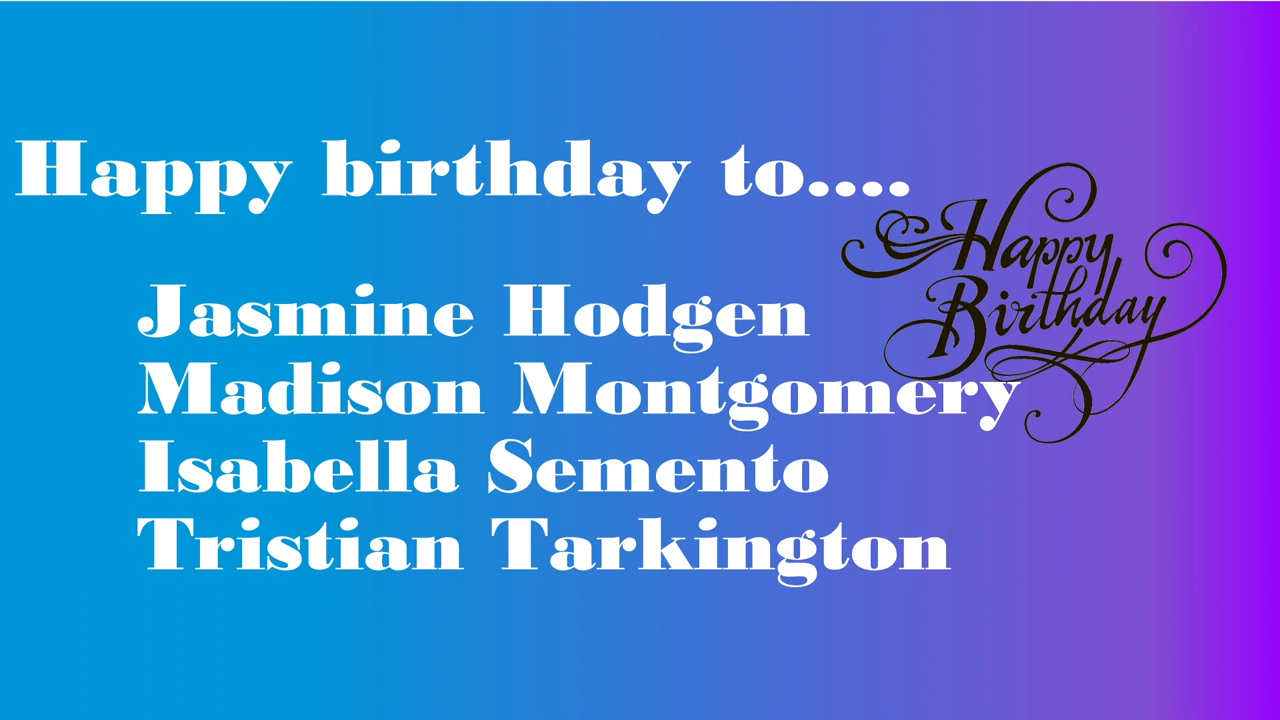 Happy birthday to....
Happy
Birthday
Jasmine Hodgen
Madison Montgomery
Isabella Semento
Tristian Tarkington